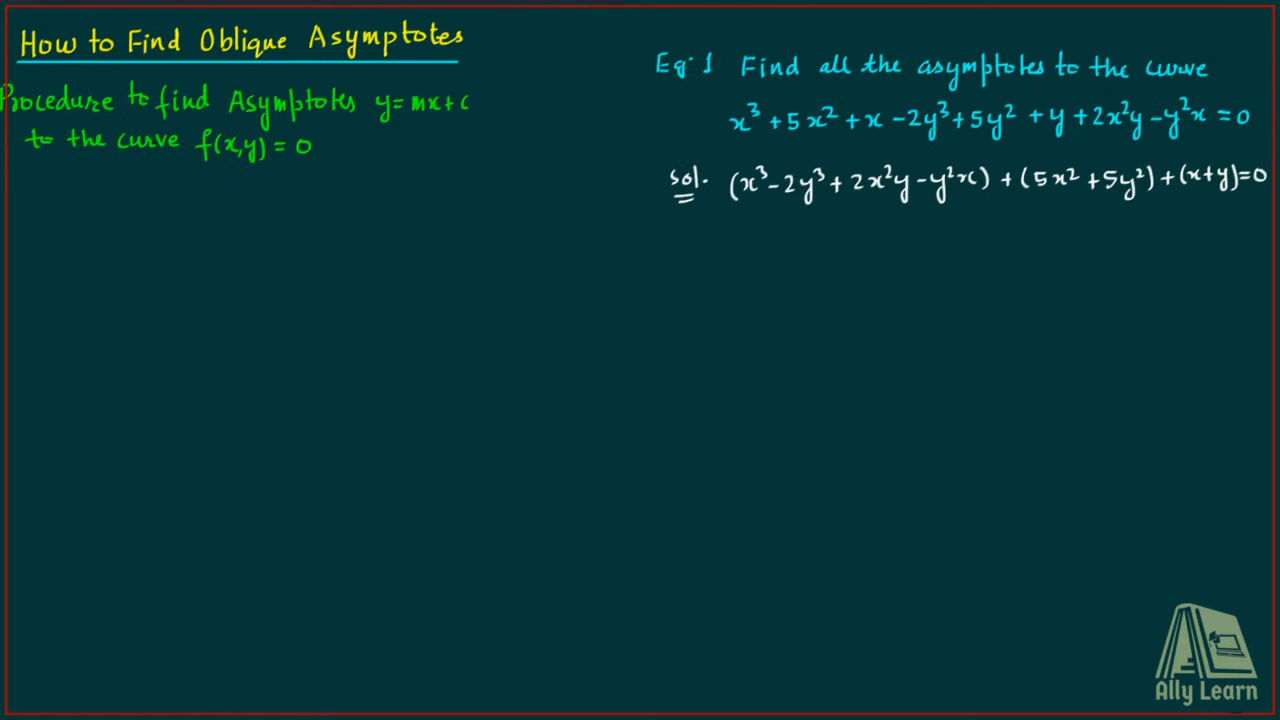 How to Find Oblique Asymptotes
Procedure to find Asymptotes y = mx + c
to the curve f(x,y) = 0
Eg: 1 Find all the asymptotes to the curve
x³ + 5x² + x - 2y³ + 5y² + y + 2x²y - y²x = 0
Sol. (x³ - 2y³ + 2x²y - y²x) + (5x² + 5y²) + (x+y) = 0
Ally Learn